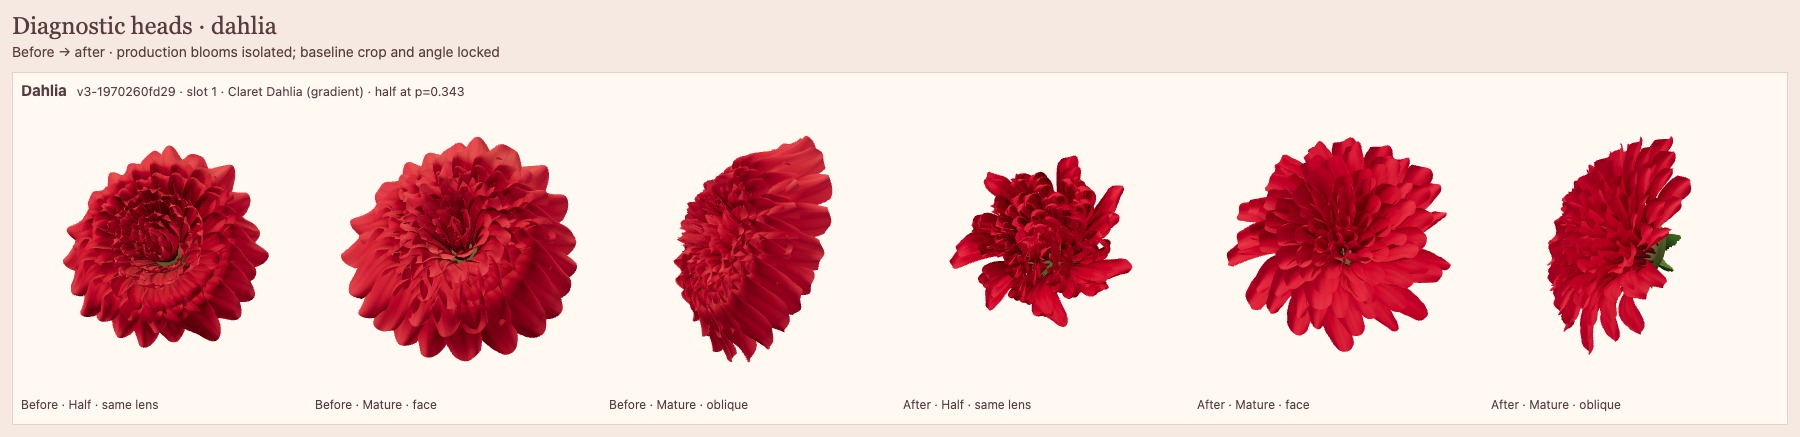 Diagnostic heads · dahlia
Before → after · production blooms isolated; baseline crop and angle locked
Dahlia v3-1970260fd29 · slot 1 · Claret Dahlia (gradient) · half at p=0.343
Before · Half · same lens
Before · Mature · face
Before · Mature · oblique
After · Half · same lens
After · Mature · face
After · Mature · oblique